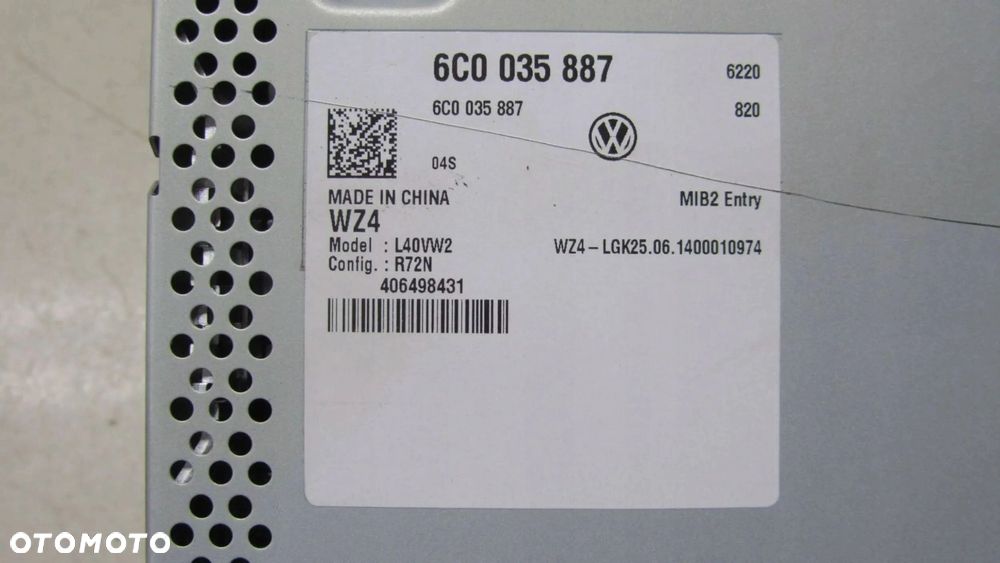 6C0 035 887 6220
6C0 035 887 820
04S
MADE IN CHINA MIB2 Entry
WZ4
Model : L40VW2 WZ4-LGK25.06.1400010974
Config. : R72N
406498431
OTOMOTO